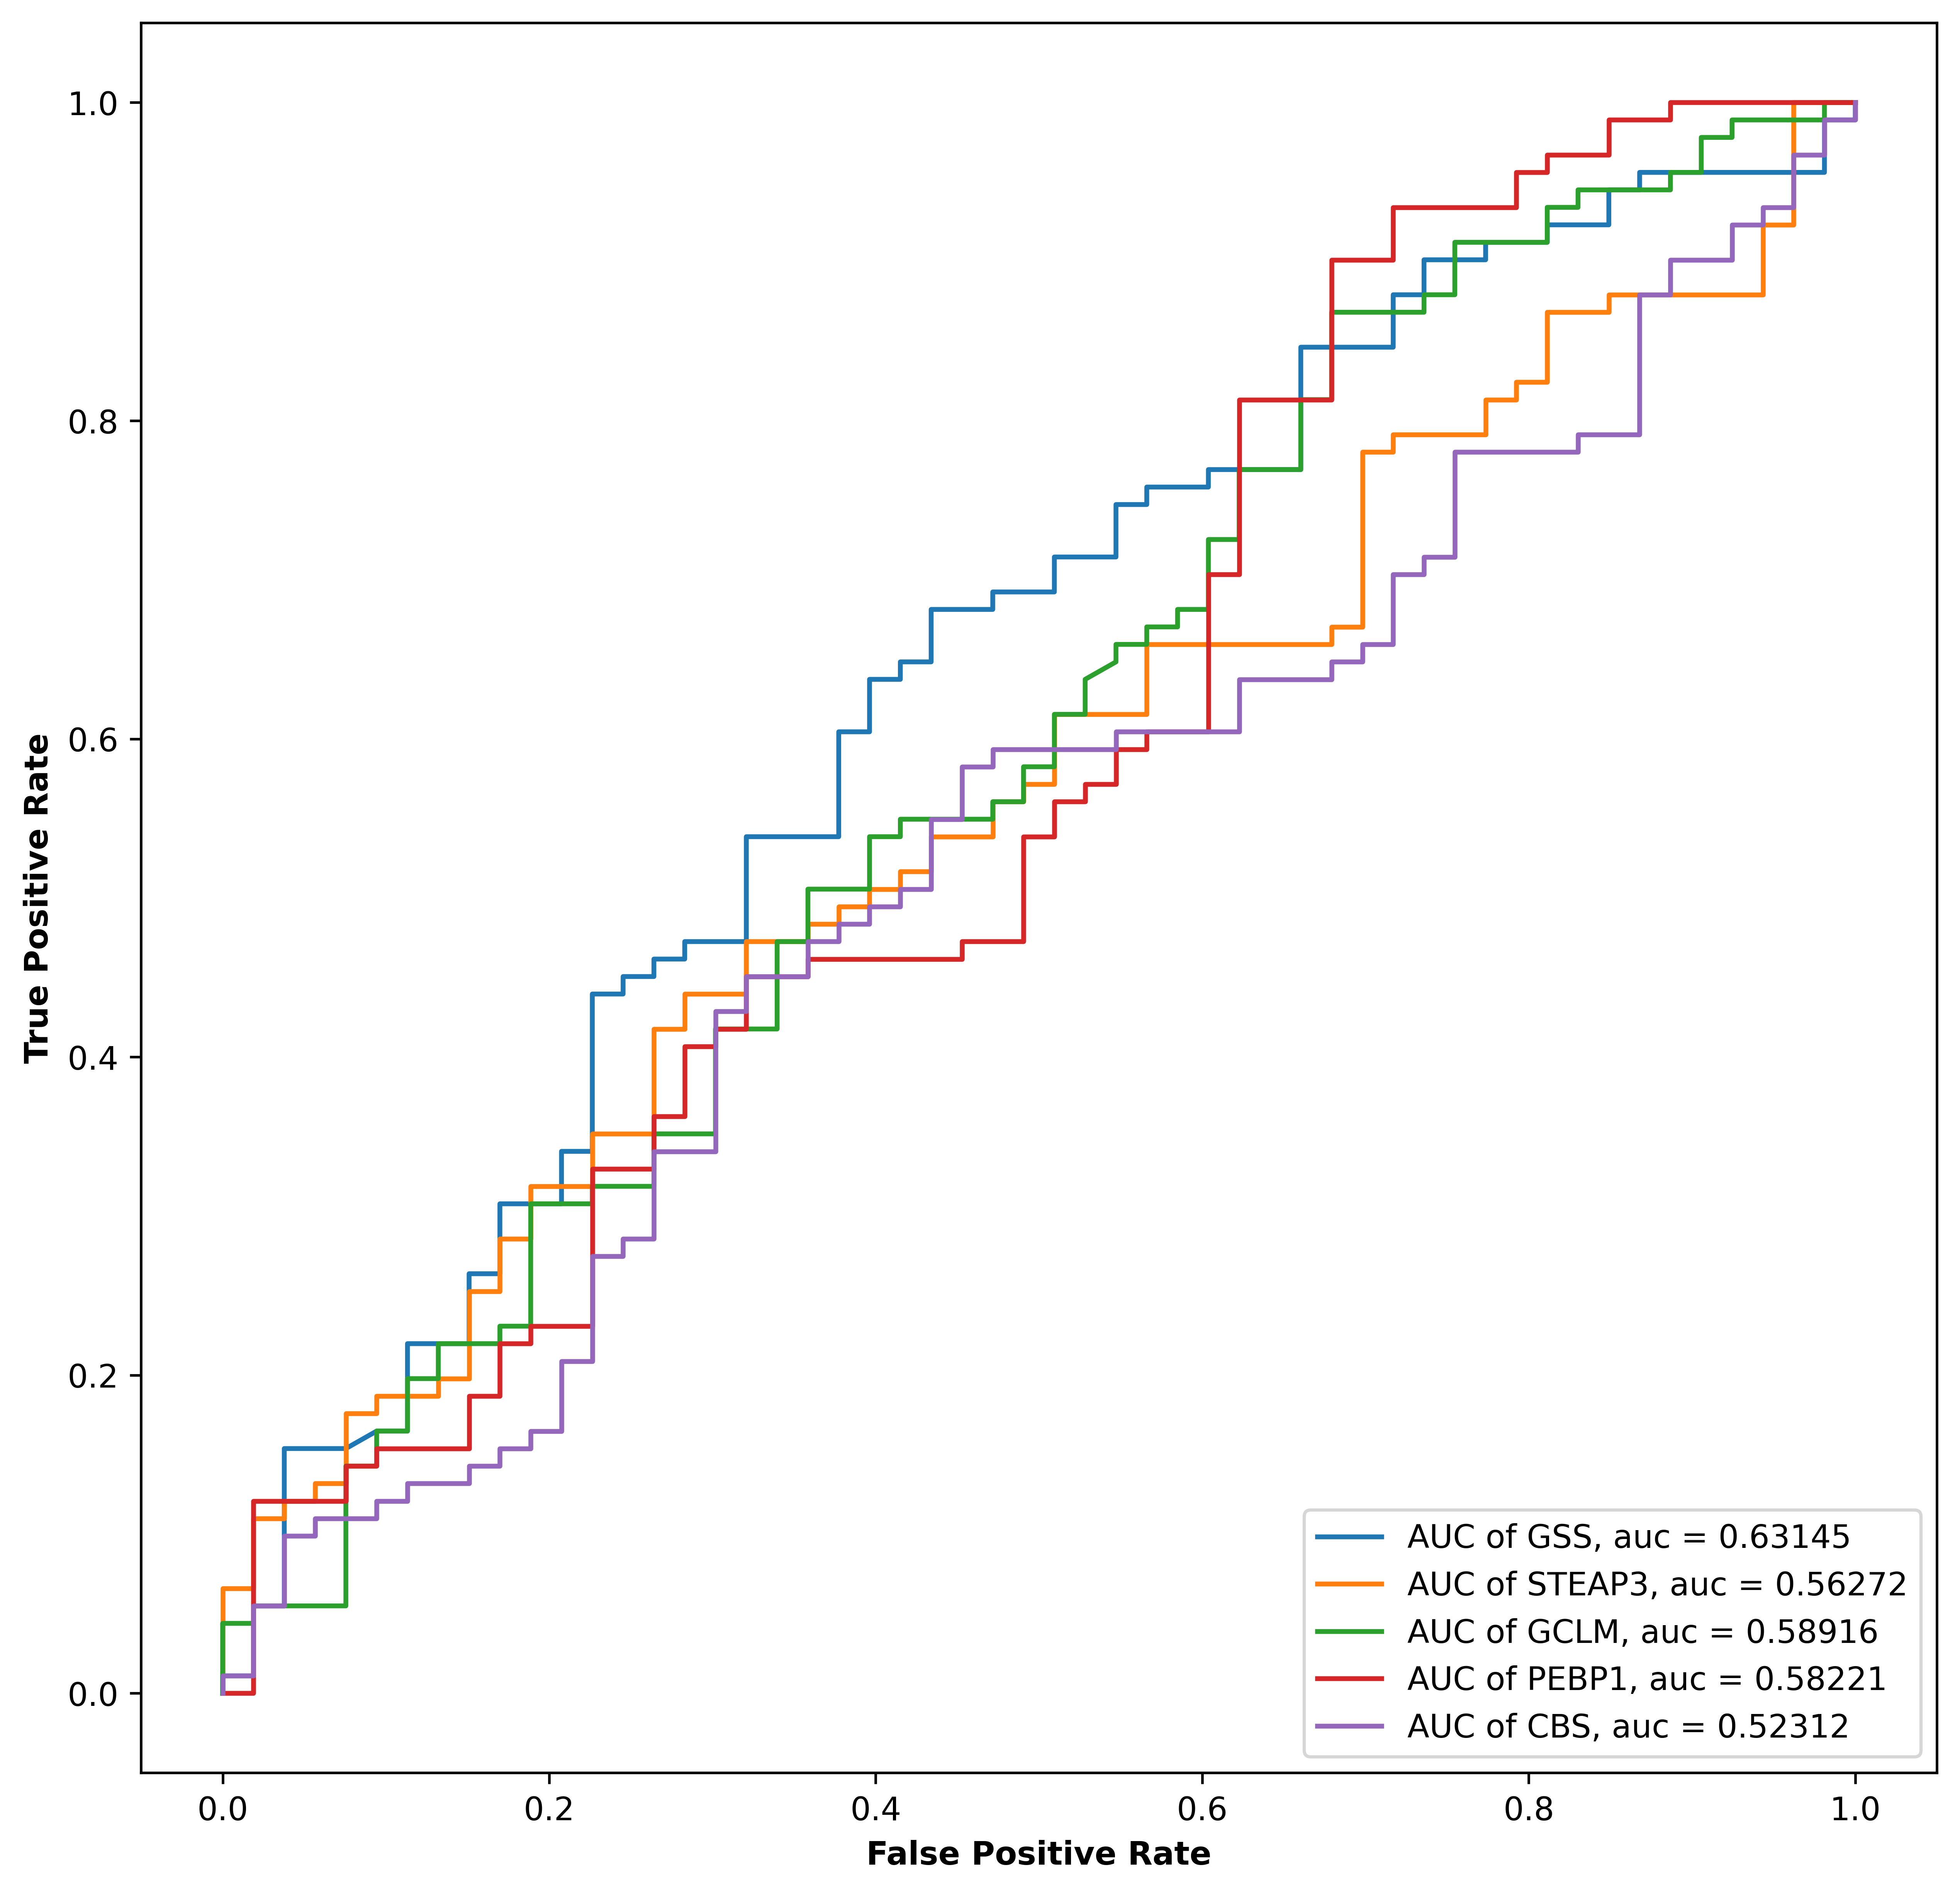 True Positive Rate
1.0
0.8
0.6
0.4
0.2
0.0
AUC of GSS, auc = 0.63145
AUC of STEAP3, auc = 0.56272
AUC of GCLM, auc = 0.58916
AUC of PEBP1, auc = 0.58221
AUC of CBS, auc = 0.52312
0.0 0.2 0.4 0.6 0.8 1.0
False Positive Rate